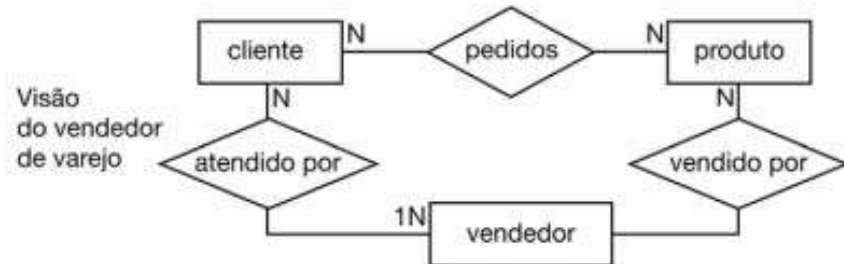 cliente N pedidos N produto
N N
Visão
do vendedor
de varejo
atendido por vendido por
1N vendedor